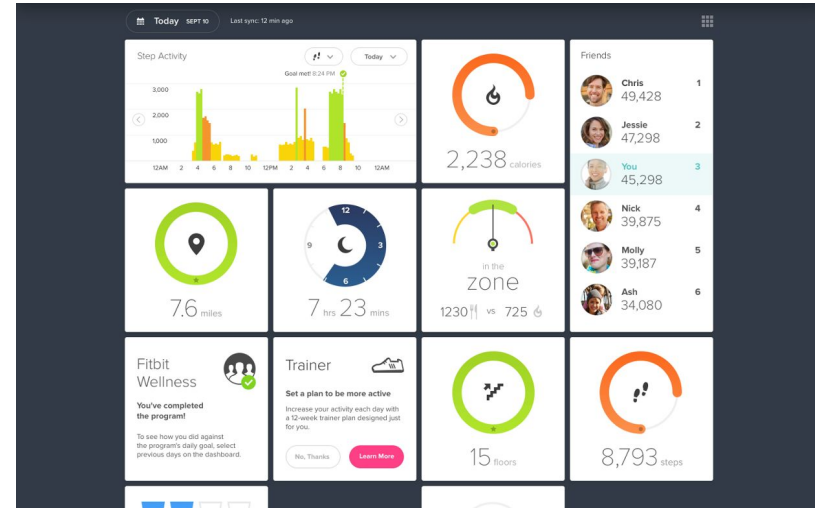 Today SEPT 10 Last sync: 12 min ago
Step Activity
Today
Goal met! 8:24 PM
3,000
2,000
1,000
12AM 2 4 6 8 10 12PM 2 4 6 8 10 12AM
2,238 calories
Friends
Chris 1
49,428
Jessie 2
47,298
You 3
45,298
Nick 4
39,875
Molly 5
39,187
Ash 6
34,080
7.6 miles
12
9 3
6
7 hrs 23 mins
in the
zone
1230 vs 725
Fitbit
Wellness
You've completed
the program!
To see how you did against
the program's daily goal, select
previous days on the dashboard.
Trainer
Set a plan to be more active
Increase your activity each day with
a 12-week trainer plan designed just
for you.
No, Thanks Learn More
15 floors
8,793 steps